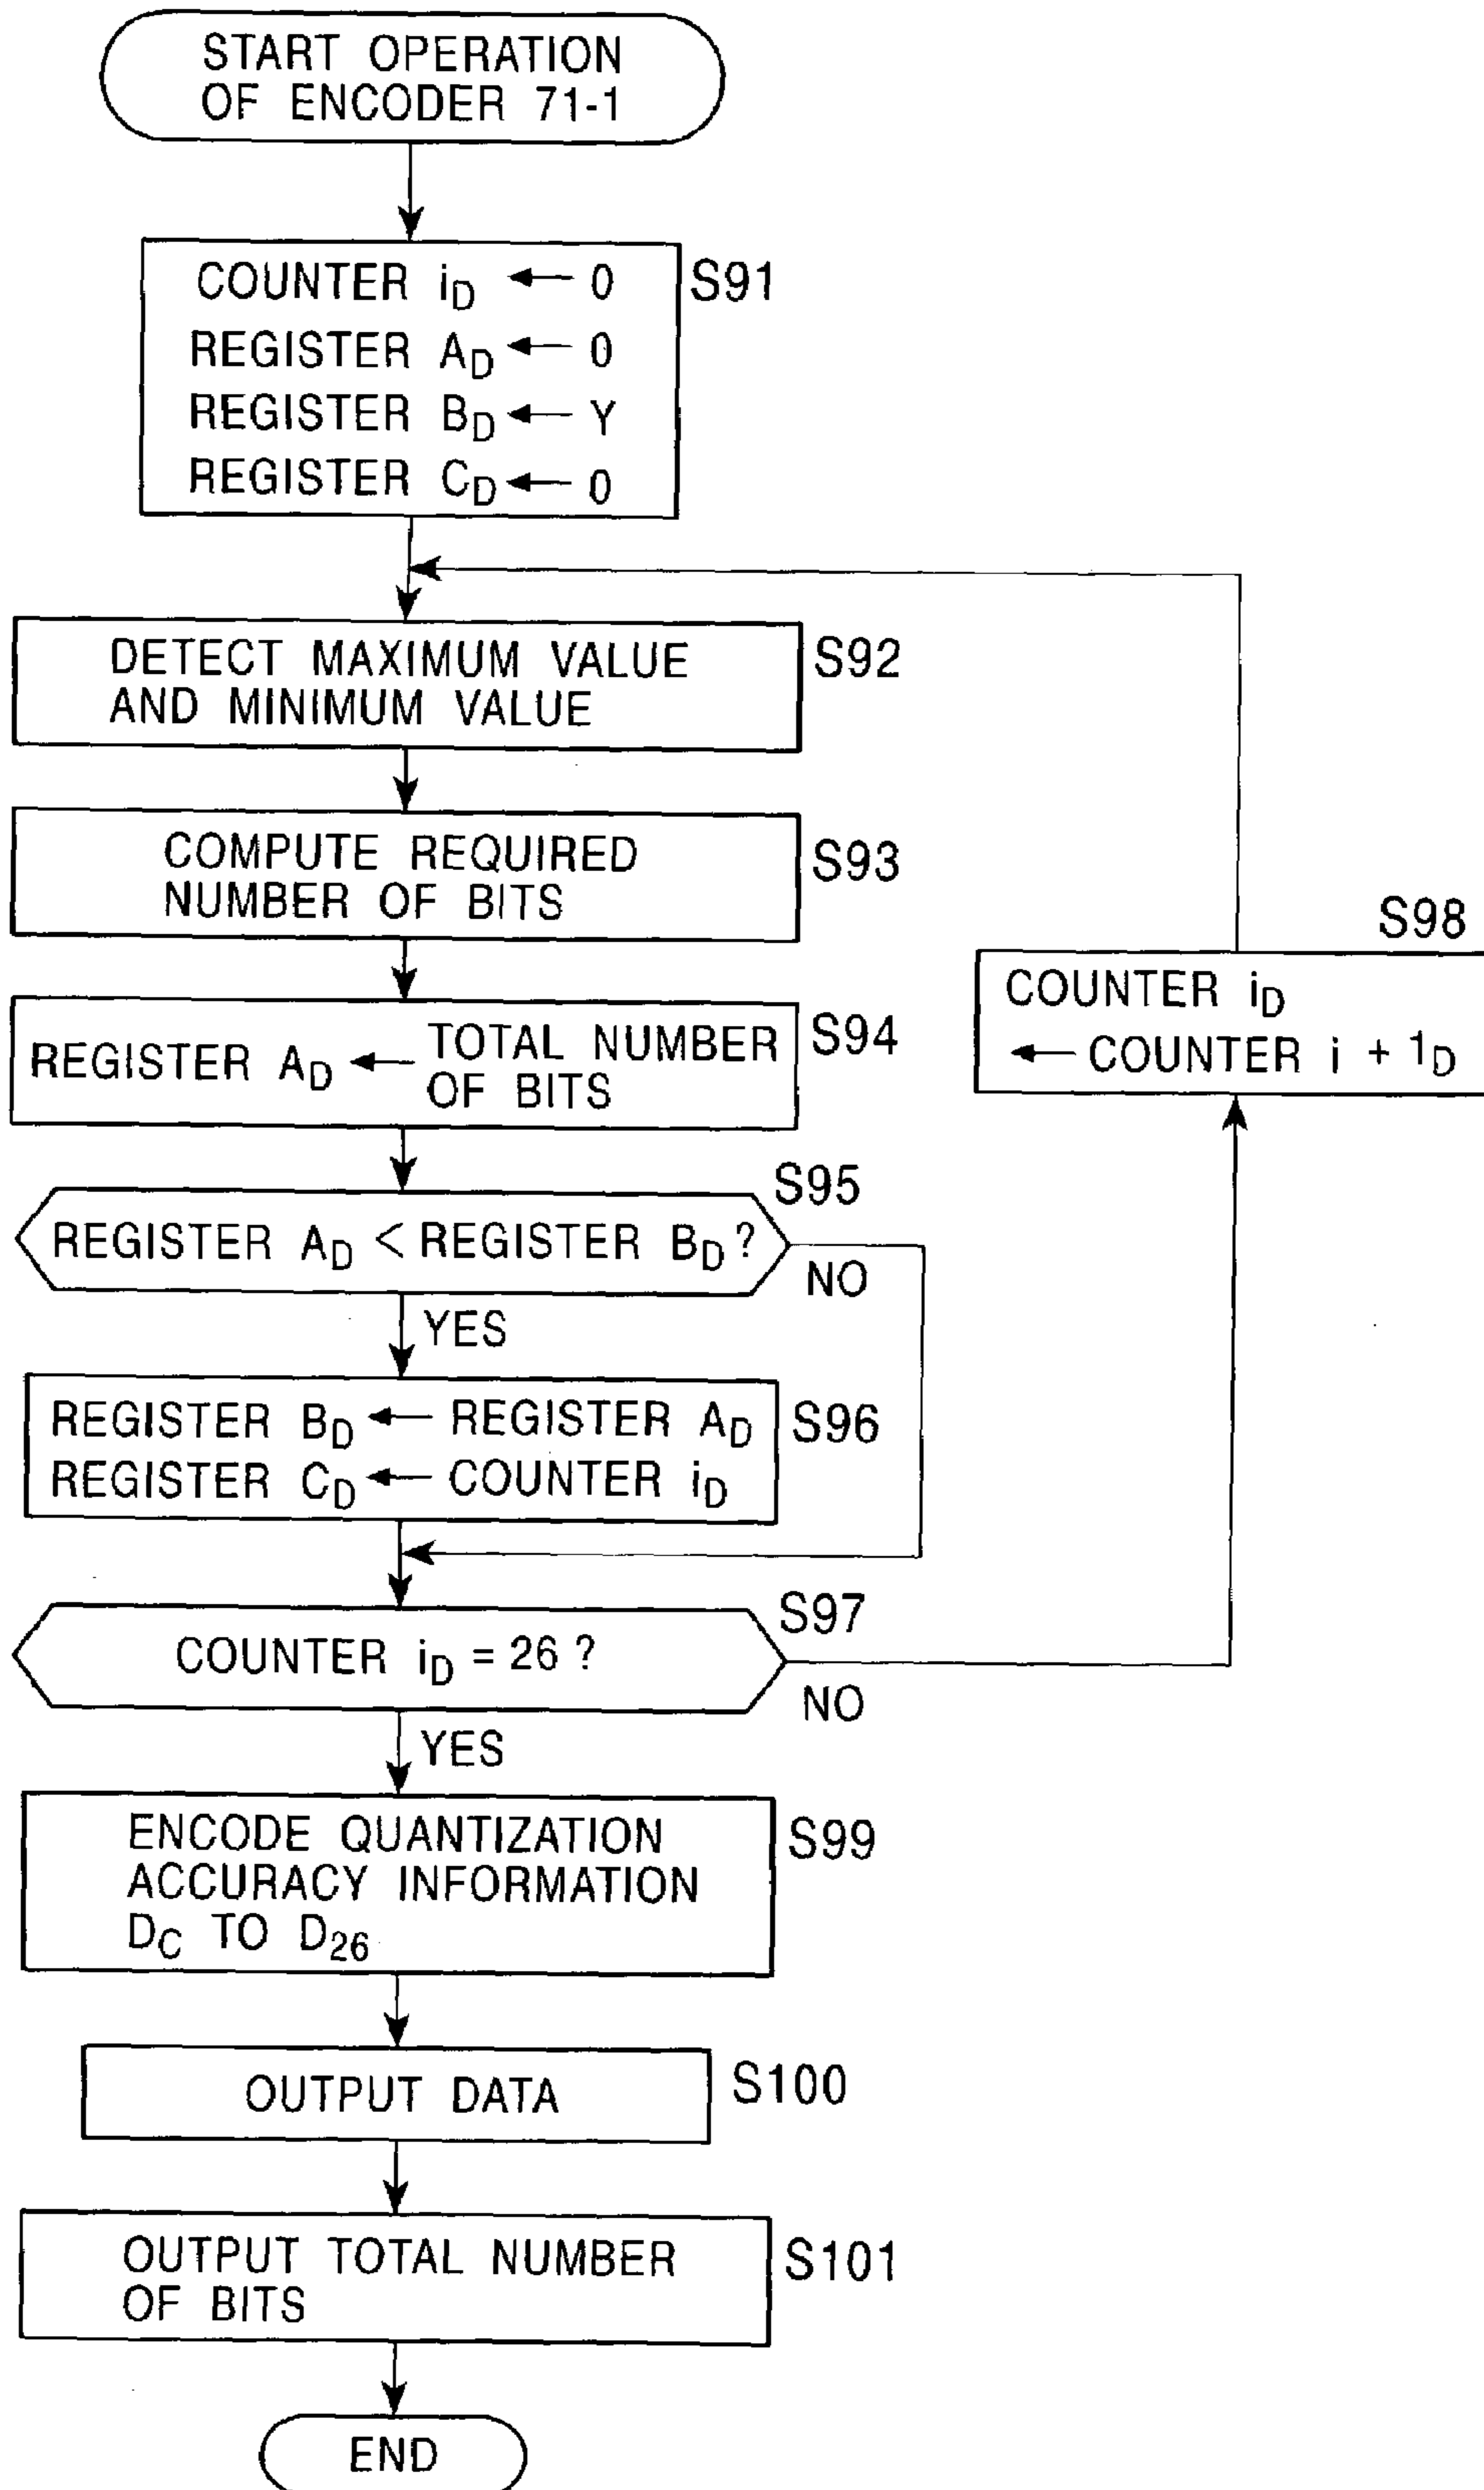 START OPERATION
OF ENCODER 71-1
COUNTER iD ← 0
REGISTER AD ← 0
REGISTER BD ← Y
REGISTER CD ← 0
S91
DETECT MAXIMUM VALUE
AND MINIMUM VALUE
S92
COMPUTE REQUIRED
NUMBER OF BITS
S93
REGISTER AD ← TOTAL NUMBER
OF BITS
S94
S98
COUNTER iD
← COUNTER i + 1D
S95
REGISTER AD < REGISTER BD ?
NO
YES
REGISTER BD ← REGISTER AD
REGISTER CD ← COUNTER iD
S96
S97
COUNTER iD = 26 ?
NO
YES
ENCODE QUANTIZATION
ACCURACY INFORMATION
DC TO D26
S99
OUTPUT DATA
S100
OUTPUT TOTAL NUMBER
OF BITS
S101
END